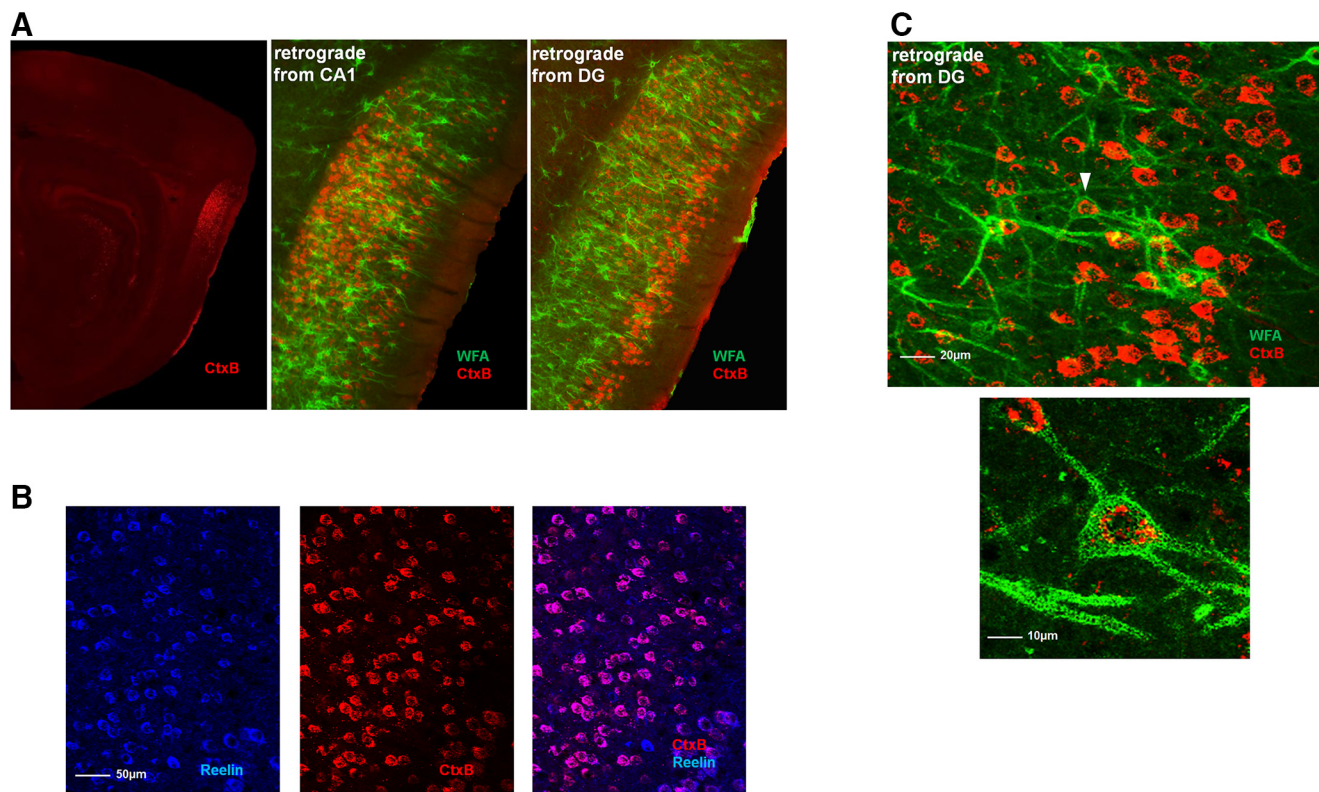 A
CtxB
retrograde
from CA1
WFA
CtxB
retrograde
from DG
WFA
CtxB
B
50µm
Reelin
CtxB
CtxB
Reelin
C
retrograde
from DG
20µm
WFA
CtxB
10µm